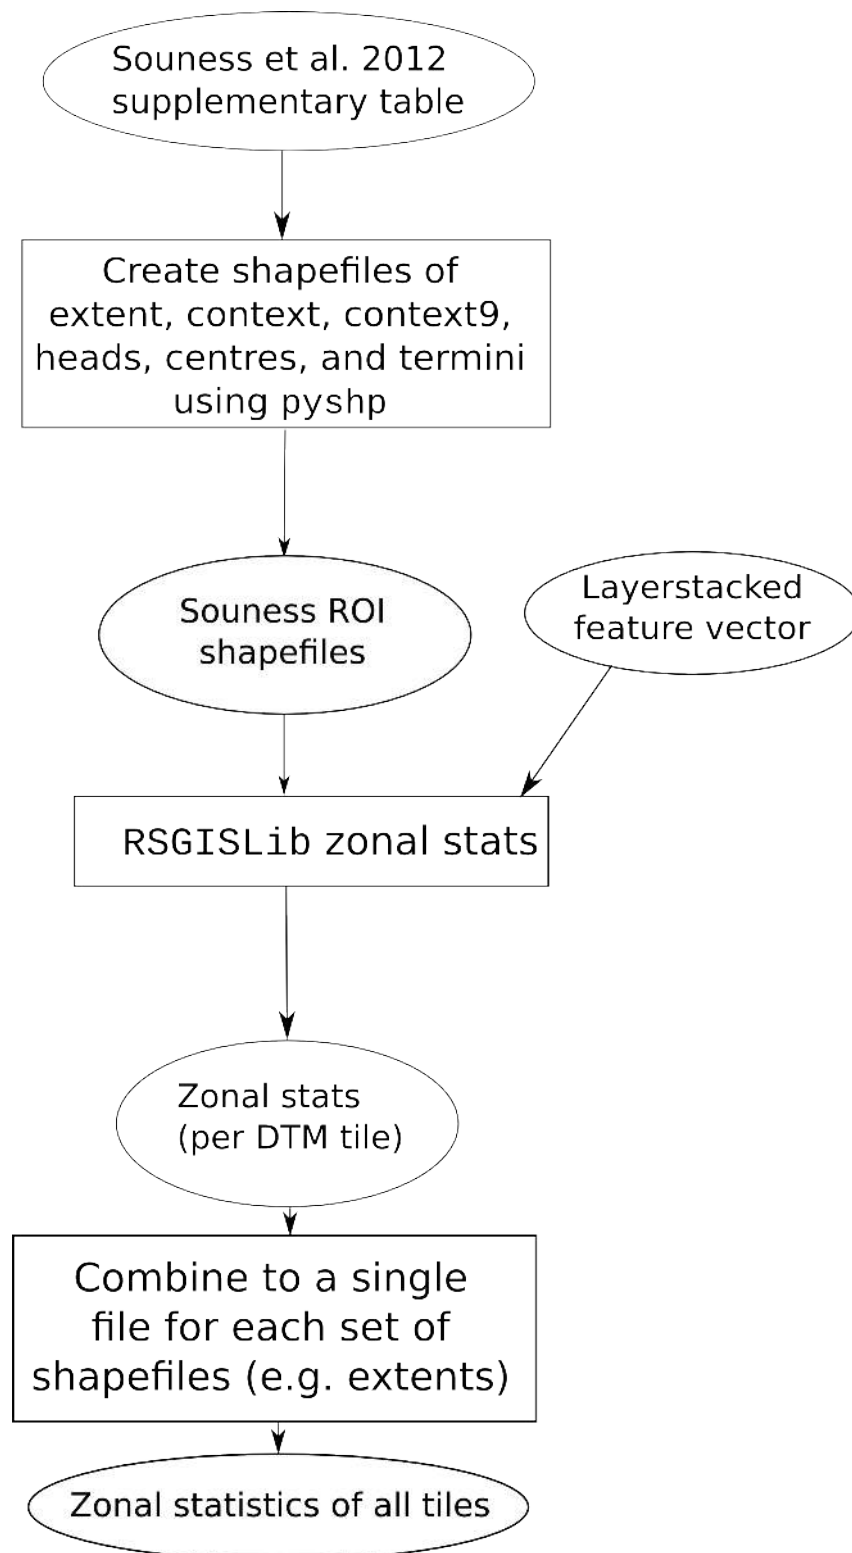 Souness et al. 2012
supplementary table
Create shapefiles of
extent, context, context9,
heads, centres, and termini
using pyshp
Souness ROI
shapefiles
Layerstacked
feature vector
RSGISLib zonal stats
Zonal stats
(per DTM tile)
Combine to a single
file for each set of
shapefiles (e.g. extents)
Zonal statistics of all tiles